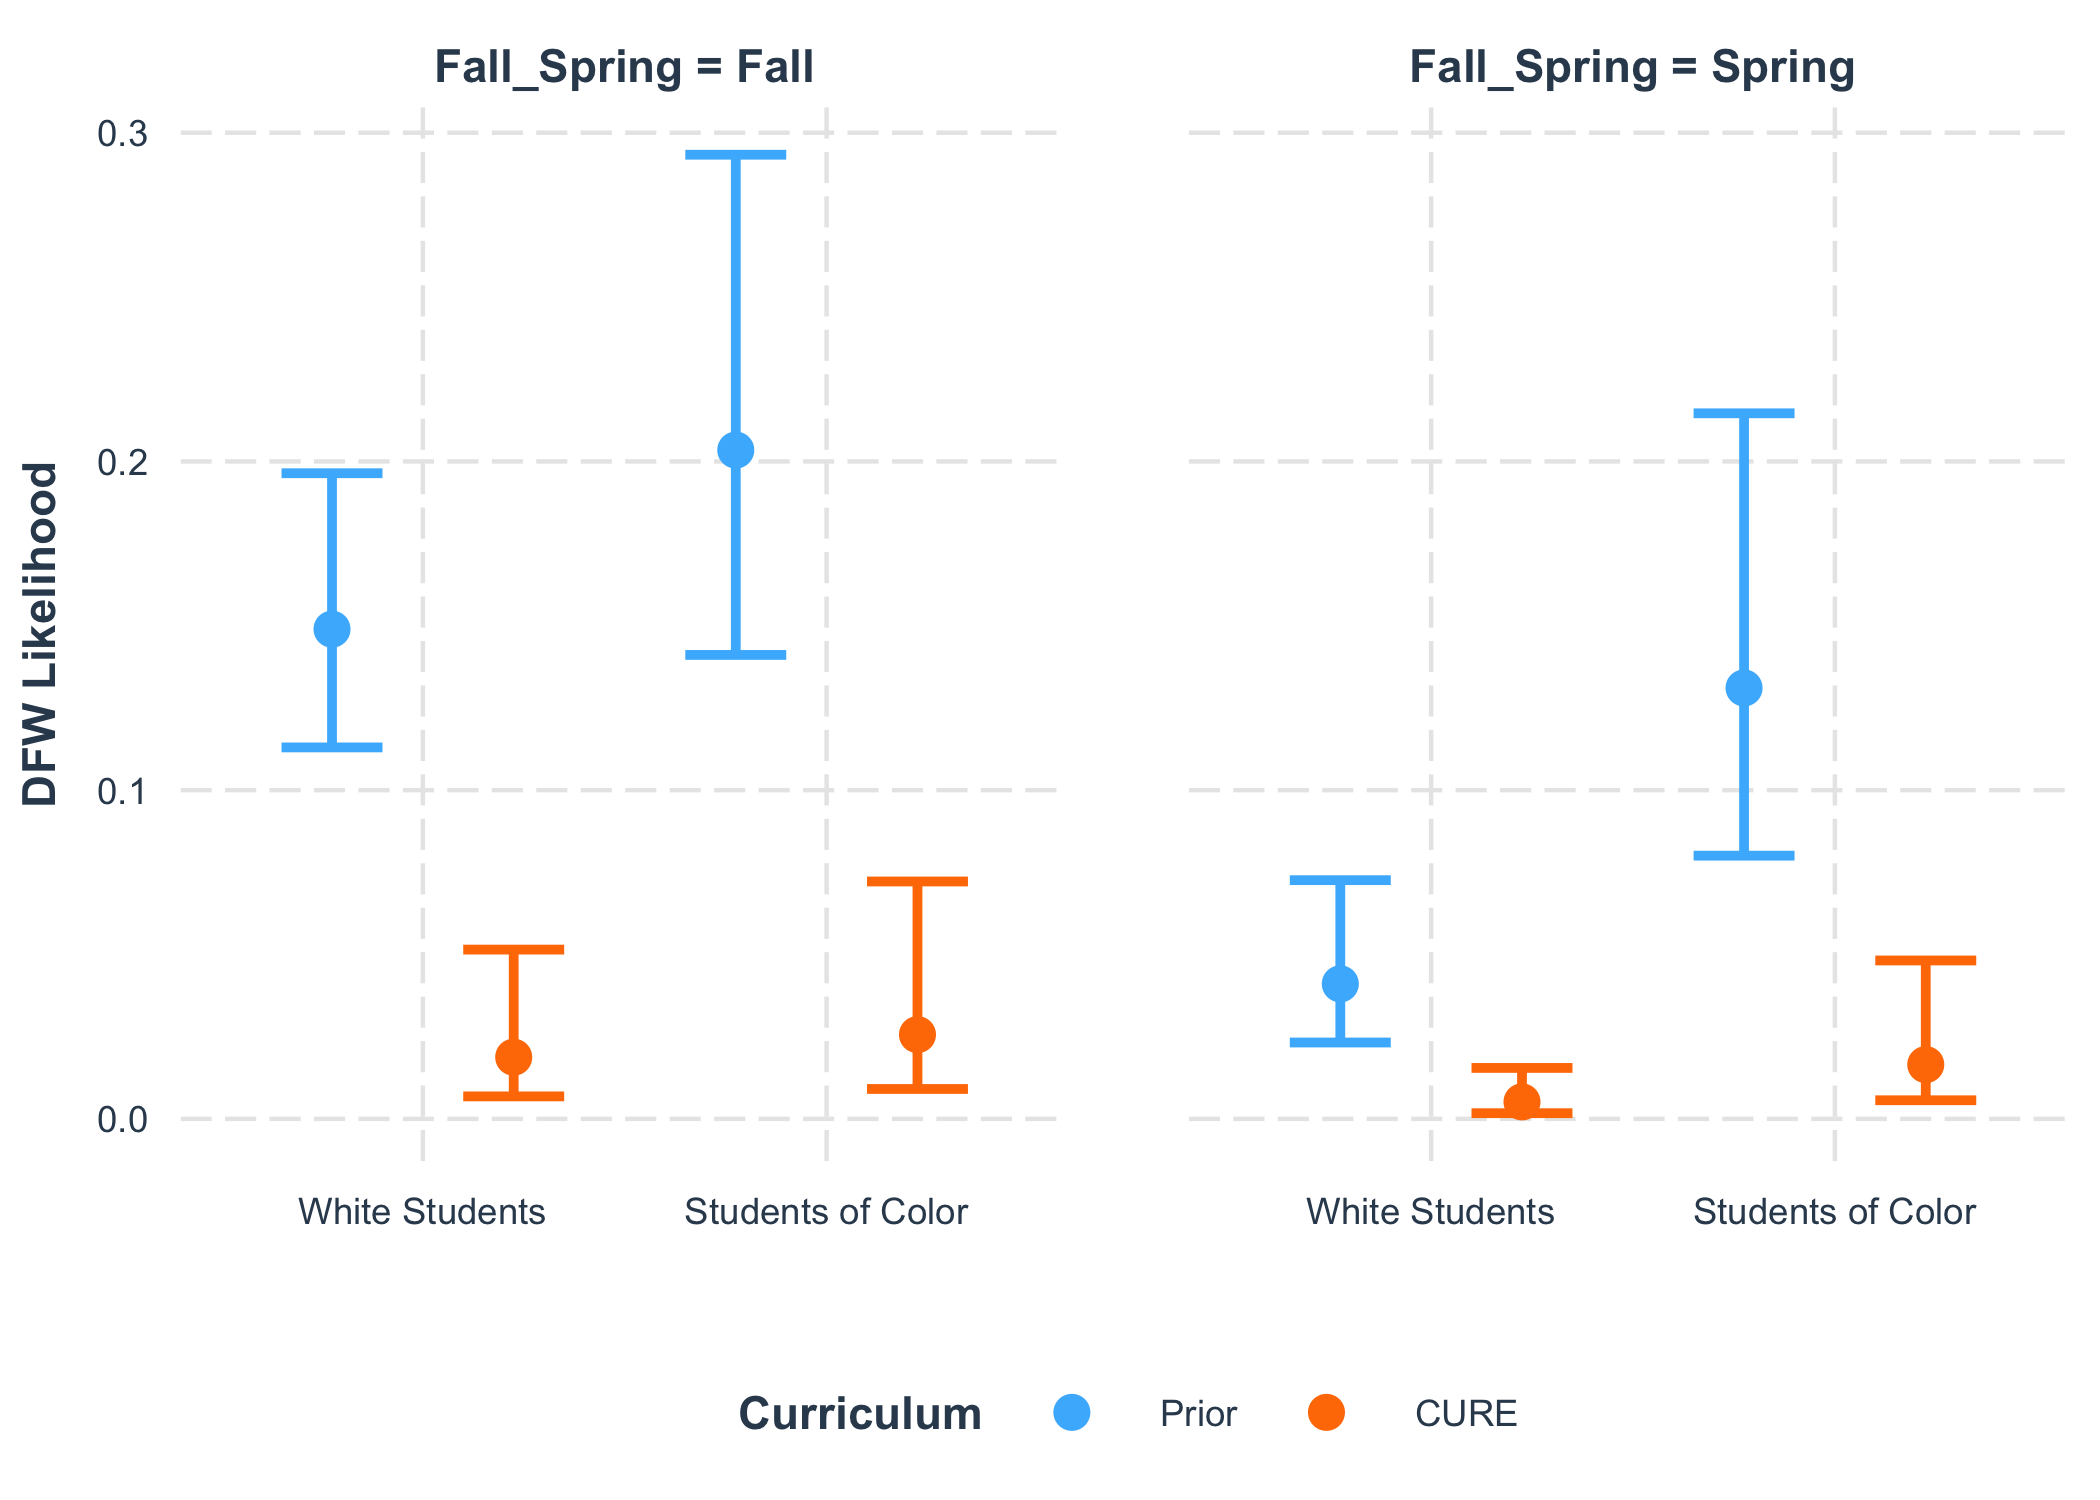 Fall_Spring = Fall
Fall_Spring = Spring
DFW Likelihood
0.3
0.2
0.1
0.0
White Students
Students of Color
White Students
Students of Color
Curriculum Prior CURE